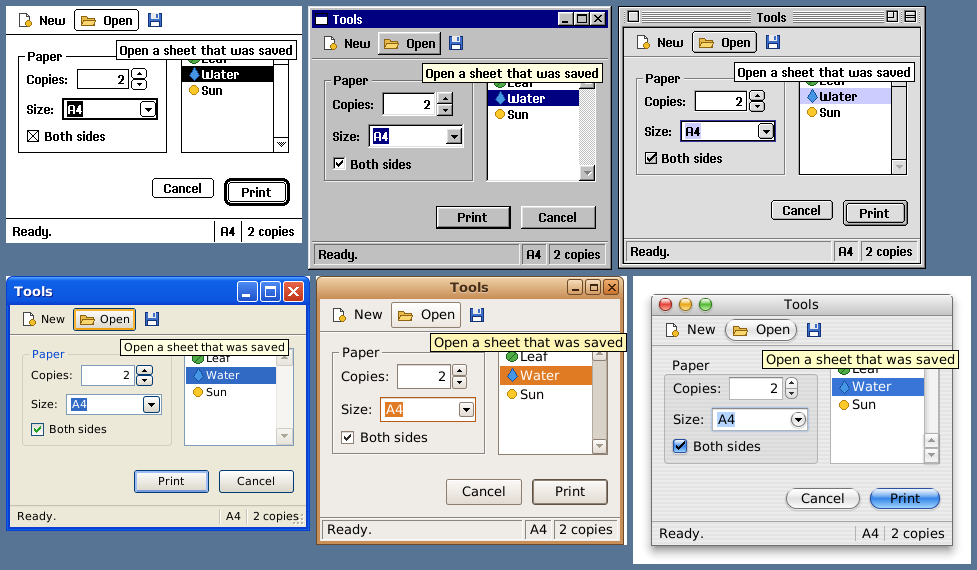 New Open
Open a sheet that was saved
Paper
Leaf
Copies: 2
Water
Sun
Size: A4
Both sides
Cancel Print
Ready. A4 2 copies
Tools
New Open
Open a sheet that was saved
Paper
Leaf
Copies: 2
Water
Sun
Size: A4
Both sides
Print Cancel
Ready. A4 2 copies
Tools
New Open
Open a sheet that was saved
Paper
Leaf
Copies: 2
Water
Sun
Size: A4
Both sides
Cancel Print
Ready. A4 2 copies
Tools
New Open
Open a sheet that was saved
Paper
Leaf
Copies: 2
Water
Sun
Size: A4
Both sides
Print Cancel
Ready. A4 2 copies
Tools
New Open
Open a sheet that was saved
Paper
Leaf
Copies: 2
Water
Sun
Size: A4
Both sides
Cancel Print
Ready. A4 2 copies
Tools
New Open
Open a sheet that was saved
Paper
Leaf
Copies: 2
Water
Sun
Size: A4
Both sides
Cancel Print
Ready. A4 2 copies